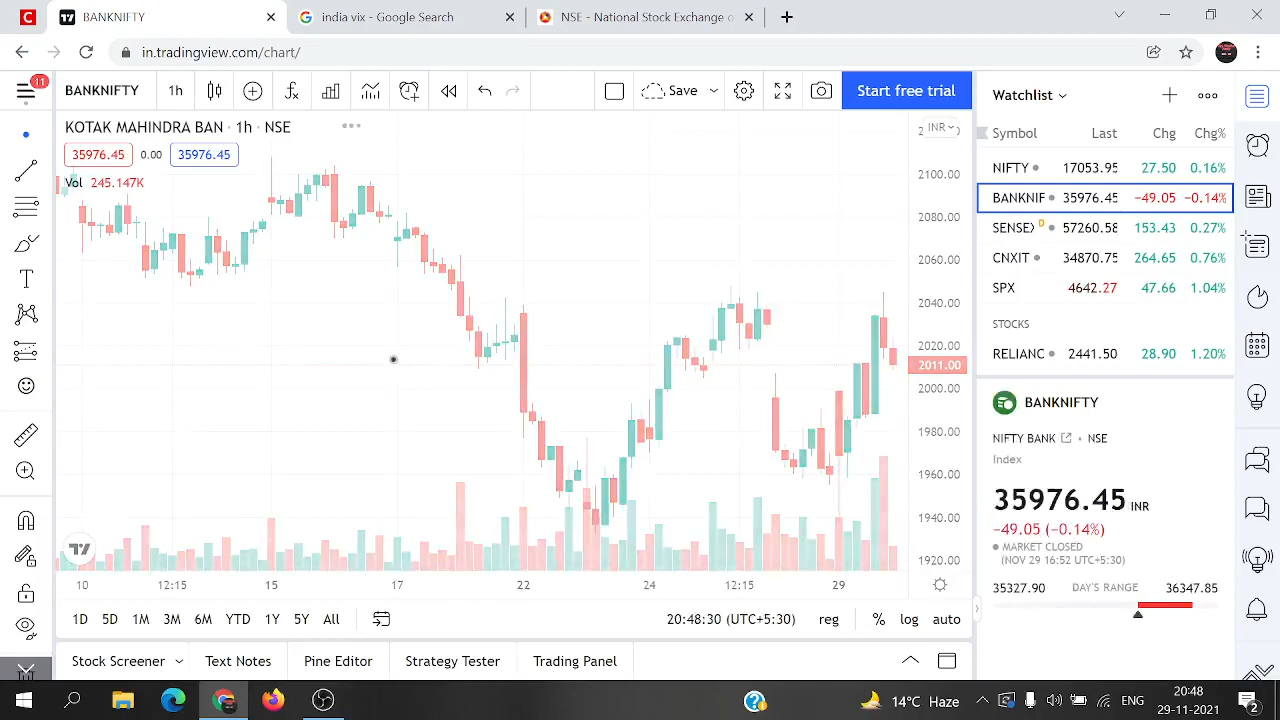 BANKNIFTY
india vix - Google Search
NSE - National Stock Exchange o
in.tradingview.com/chart/
11
BANKNIFTY
1h
Save
Start free trial
KOTAK MAHINDRA BAN · 1h · NSE
35976.45
0.00
35976.45
Vol 245.147K
INR
2100.00
2080.00
2060.00
2040.00
2020.00
2011.00
2000.00
1980.00
1960.00
1940.00
1920.00
10 12:15 15 17 22 24 12:15 29
1D 5D 1M 3M 6M YTD 1Y 5Y All
20:48:30 (UTC+5:30) reg % log auto
Stock Screener Text Notes Pine Editor Strategy Tester Trading Panel
Watchlist
Symbol Last Chg Chg%
NIFTY 17053.95 27.50 0.16%
BANKNIF 35976.45 −49.05 −0.14%
SENSEX D 57260.58 153.43 0.27%
CNXIT 34870.75 264.65 0.76%
SPX 4642.27 47.66 1.04%
STOCKS
RELIANC 2441.50 28.90 1.20%
BANKNIFTY
NIFTY BANK • NSE
Index
35976.45 INR
−49.05 (−0.14%)
MARKET CLOSED
(NOV 29 16:52 UTC+5:30)
35327.90 DAY'S RANGE 36347.85
14°C Haze
ENG
20:48
29-11-2021
2